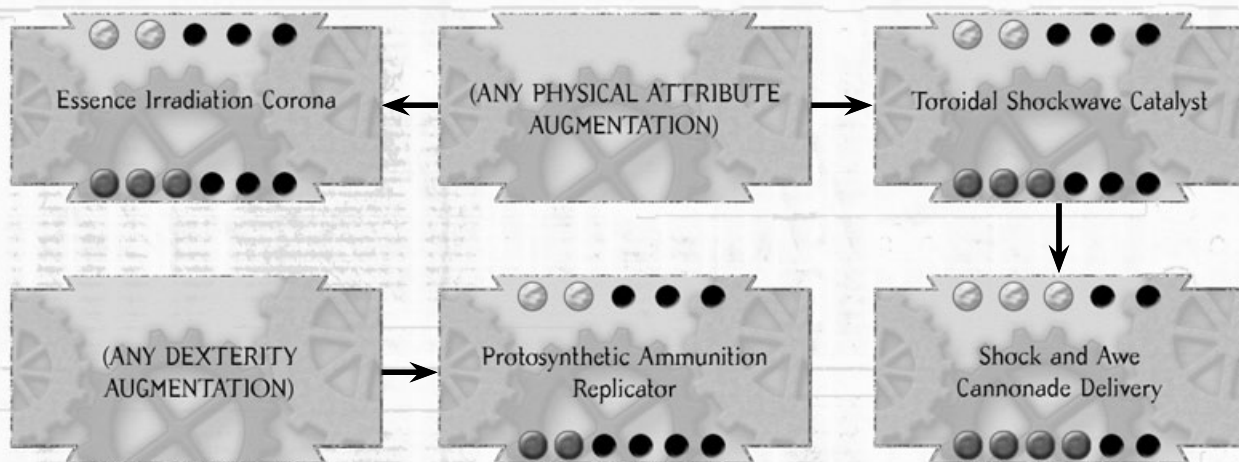 Essence Irradiation Corona
(ANY PHYSICAL ATTRIBUTE
AUGMENTATION)
Toroidal Shockwave Catalyst
(ANY DEXTERITY
AUGMENTATION)
Protosynthetic Ammunition
Replicator
Shock and Awe
Cannonade Delivery